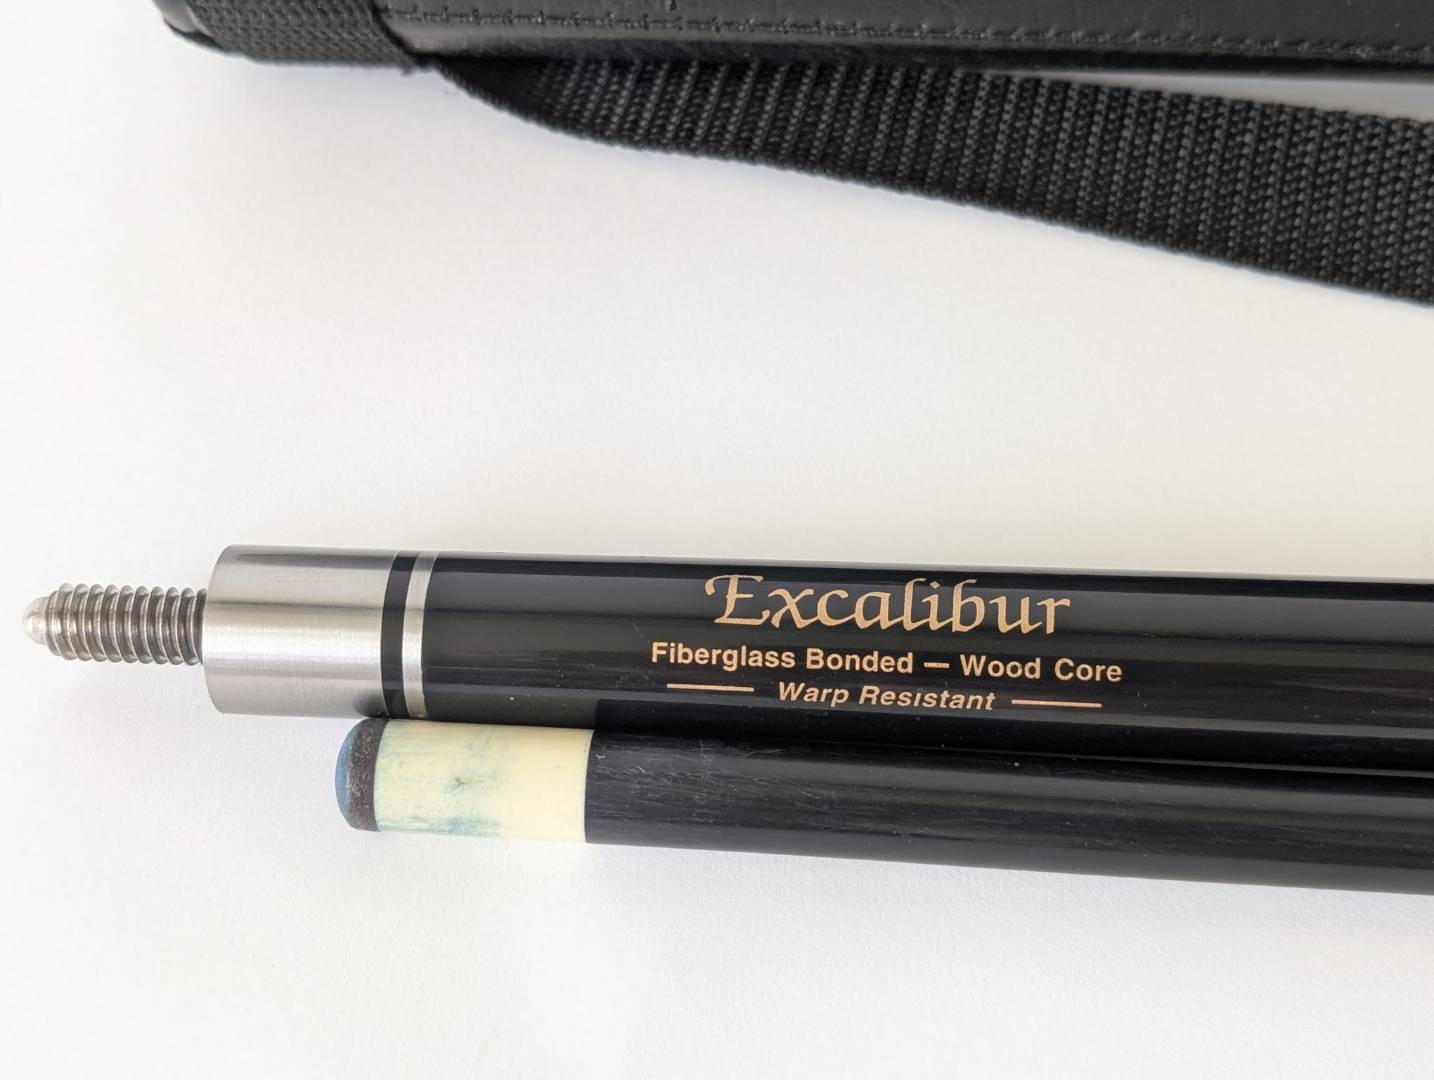 Excalibur
Fiberglass Bonded — Wood Core
Warp Resistant